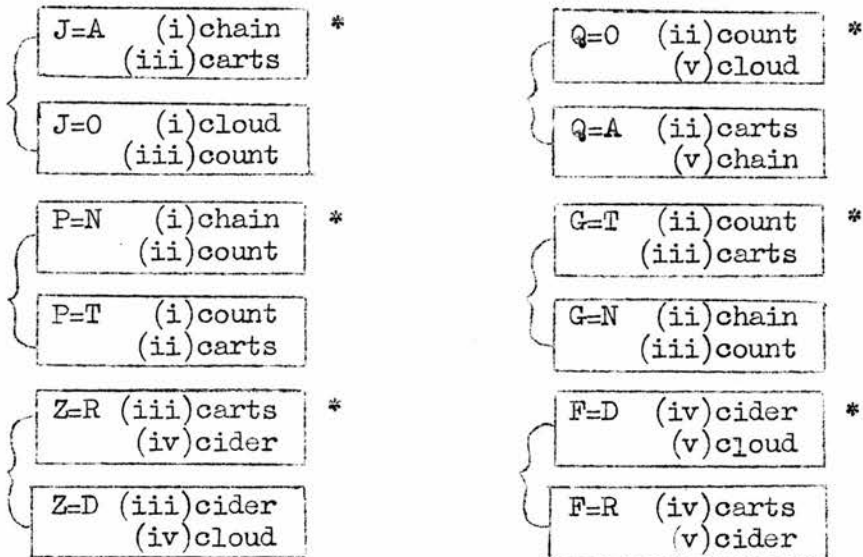 J=A (i)chain *
(iii)carts
J=O (i)cloud
(iii)count
P=N (i)chain *
(ii)count
P=T (i)count
(ii)carts
Z=R (iii)carts *
(iv)cider
Z=D (iii)cider
(iv)cloud
Q=O (ii)count *
(v)cloud
Q=A (ii)carts
(v)chain
G=T (ii)count *
(iii)carts
G=N (ii)chain
(iii)count
F=D (iv)cider *
(v)cloud
F=R (iv)carts
(v)cider